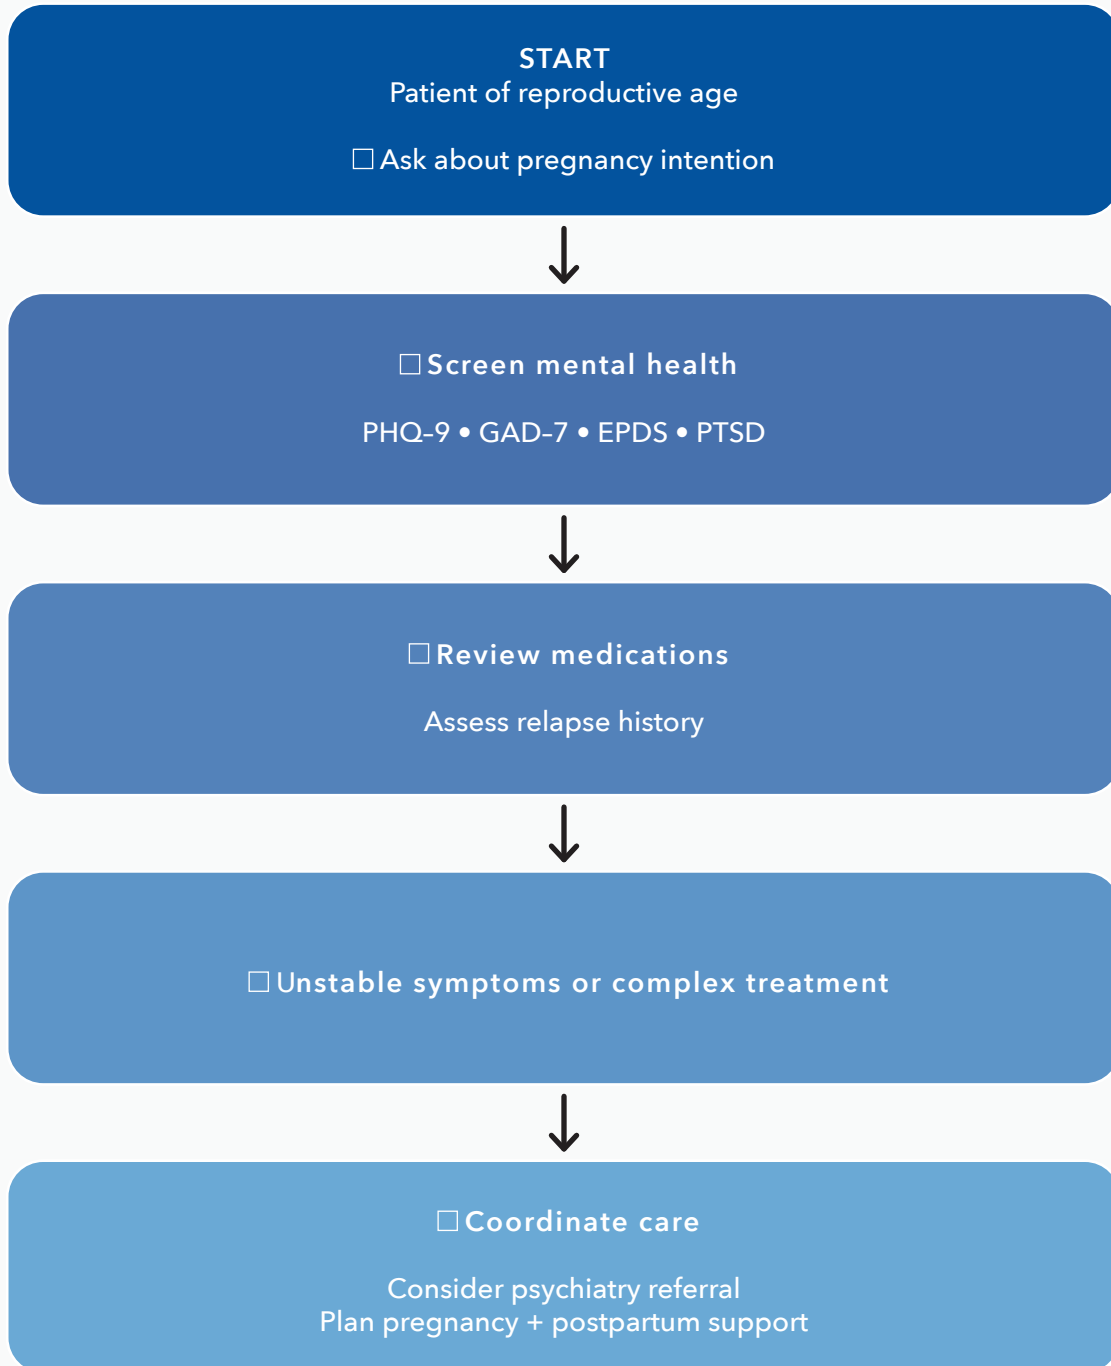 START
Patient of reproductive age
☐ Ask about pregnancy intention
☐ Screen mental health
PHQ–9 • GAD–7 • EPDS • PTSD
☐ Review medications
Assess relapse history
☐ Unstable symptoms or complex treatment
☐ Coordinate care
Consider psychiatry referral
Plan pregnancy + postpartum support